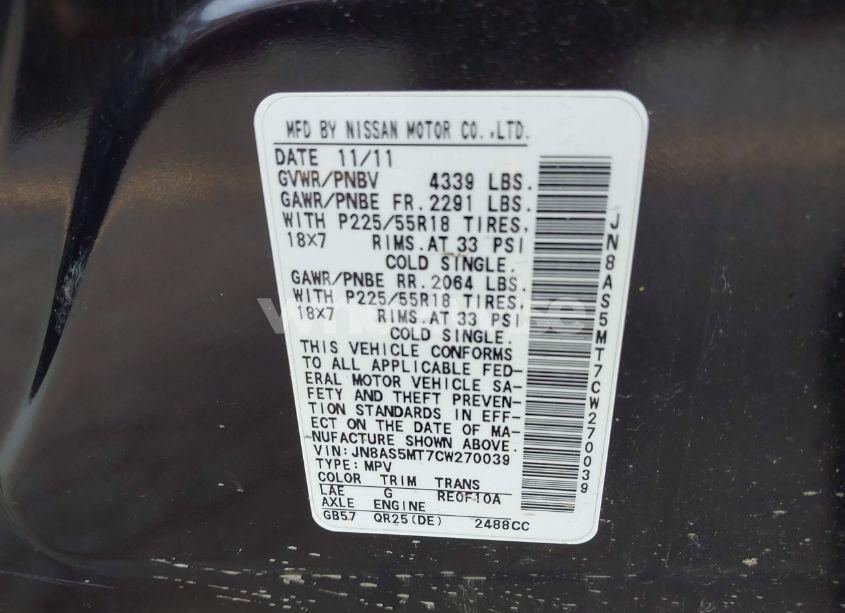 MFD BY NISSAN MOTOR CO.,LTD.
DATE 11/11
GVWR/PNBV 4339 LBS.
GAWR/PNBE FR.2291 LBS.
WITH P225/55R18 TIRES.
18X7 RIMS.AT 33 PSI
COLD SINGLE.
GAWR/PNBE RR.2064 LBS.
WITH P225/55R18 TIRES.
18X7 RIMS.AT 33 PSI
COLD SINGLE.
THIS VEHICLE CONFORMS
TO ALL APPLICABLE FED-
ERAL MOTOR VEHICLE SA-
FETY AND THEFT PREVEN-
TION STANDARDS IN EFF-
ECT ON THE DATE OF MA-
NUFACTURE SHOWN ABOVE.
VIN:JN8AS5MT7CW270039
TYPE:MPV
COLOR TRIM TRANS
LAE G RE0F10A
AXLE ENGINE
GB57 QR25(DE) 2488CC
JN8AS5MT7CW270039